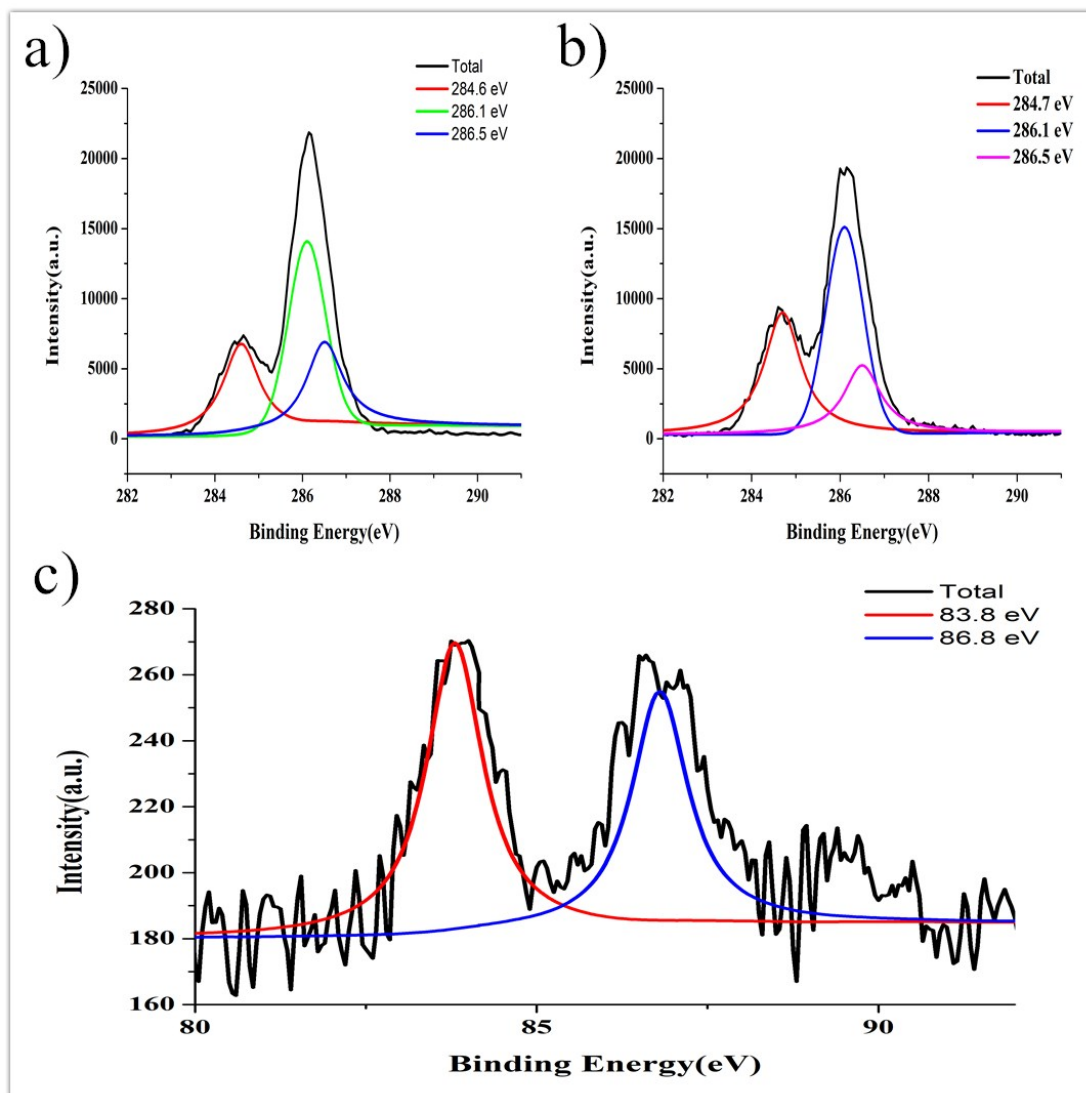 a)
Total
284.6 eV
286.1 eV
286.5 eV
25000
20000
15000
10000
5000
0
Intensity(a.u.)
282 284 286 288 290
Binding Energy(eV)
b)
Total
284.7 eV
286.1 eV
286.5 eV
25000
20000
15000
10000
5000
0
Intensity(a.u.)
282 284 286 288 290
Binding Energy(eV)
c)
Total
83.8 eV
86.8 eV
280
260
240
220
200
180
160
Intensity(a.u.)
80 85 90
Binding Energy(eV)